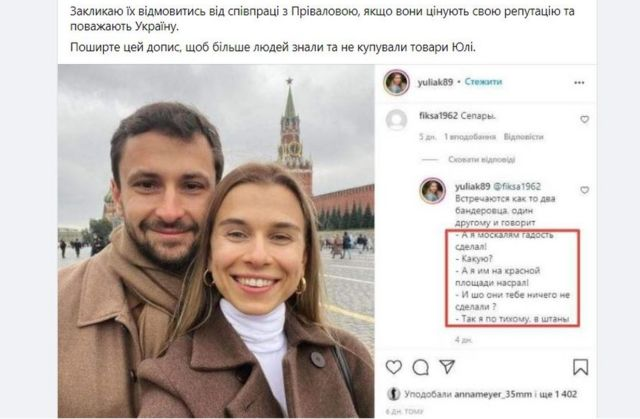 Закликаю їх відмовитись від співпраці з Пріваловою, якщо вони цінують свою репутацію та
поважають Україну.
Поширте цей допис, щоб більше людей знали та не купували товари Юлі.
yuliak89 • Стежити
fiksa1962 Сепары.
5 дн. 1 вподобання Відповісти
Сховати відповіді
yuliak89 @fiksa1962
Встречаются как то два
бандеровца. один
другому и говорит
- А я москалям гадость
сделал!
- Какую?
- А я им на красной
площади насрал!
- И шо они тебе ничего не
сделали ?
- Так я по тихому. в штаны
4 дн.
Уподобали annameyer_35mm і ще 1 402
6 ДН. ТОМУ